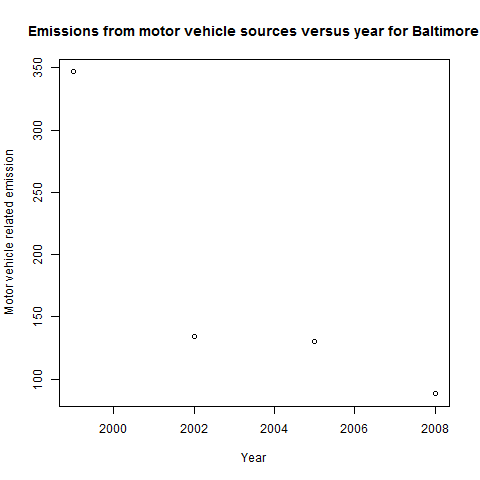 Emissions from motor vehicle sources versus year for Baltimore
Motor vehicle related emission
350
300
250
200
150
100
2000 2002 2004 2006 2008
Year